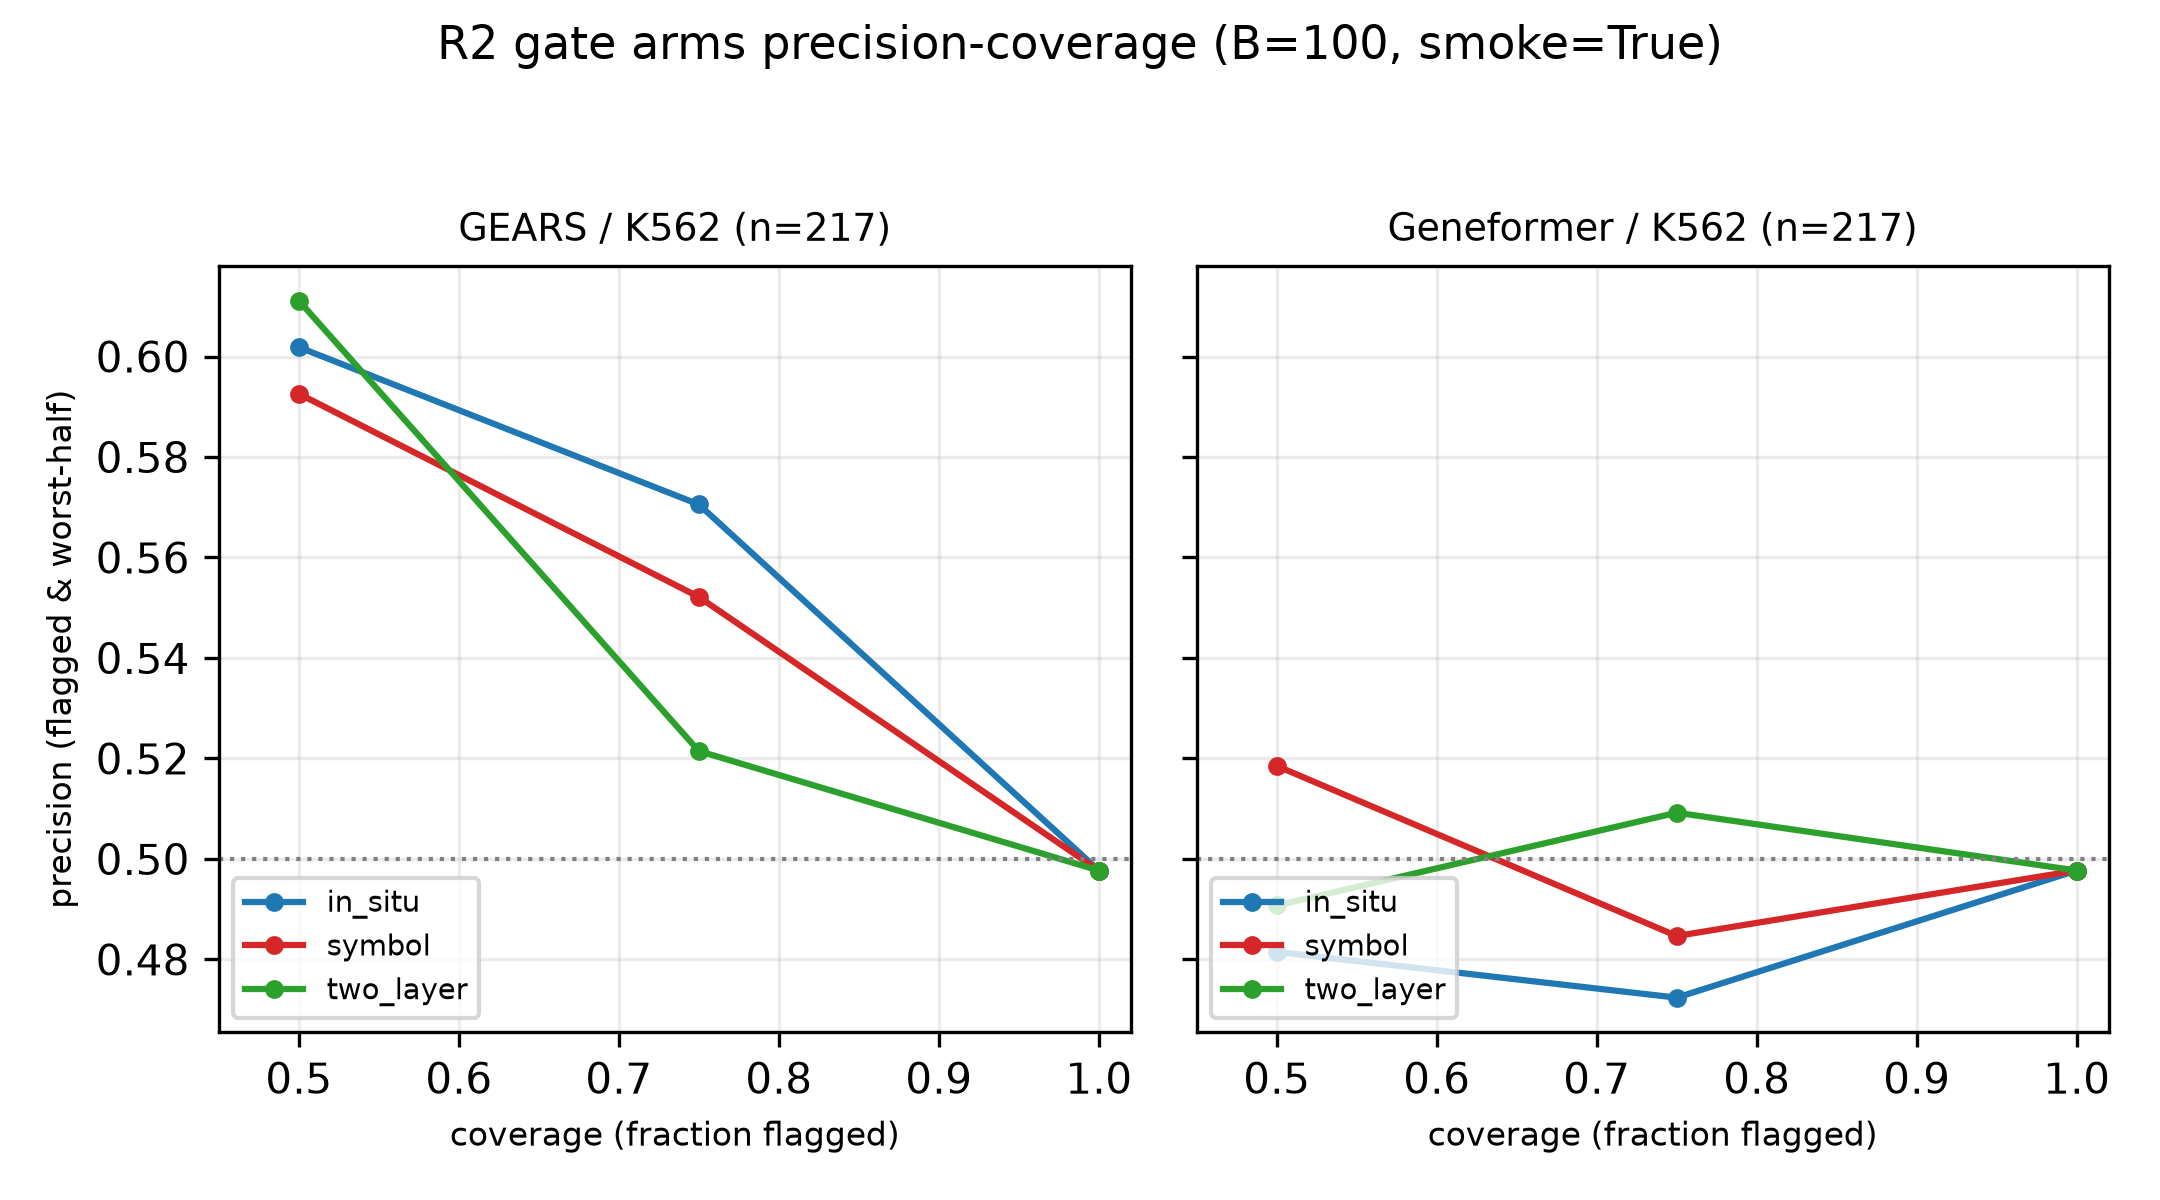 R2 gate arms precision-coverage (B=100, smoke=True)
GEARS / K562 (n=217)
Geneformer / K562 (n=217)
precision (flagged & worst-half)
0.60
0.58
0.56
0.54
0.52
0.50
0.48
in_situ
symbol
two_layer
in_situ
symbol
two_layer
0.5 0.6 0.7 0.8 0.9 1.0
0.5 0.6 0.7 0.8 0.9 1.0
coverage (fraction flagged)
coverage (fraction flagged)